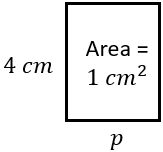 Area =
4 cm
1 cm²
p